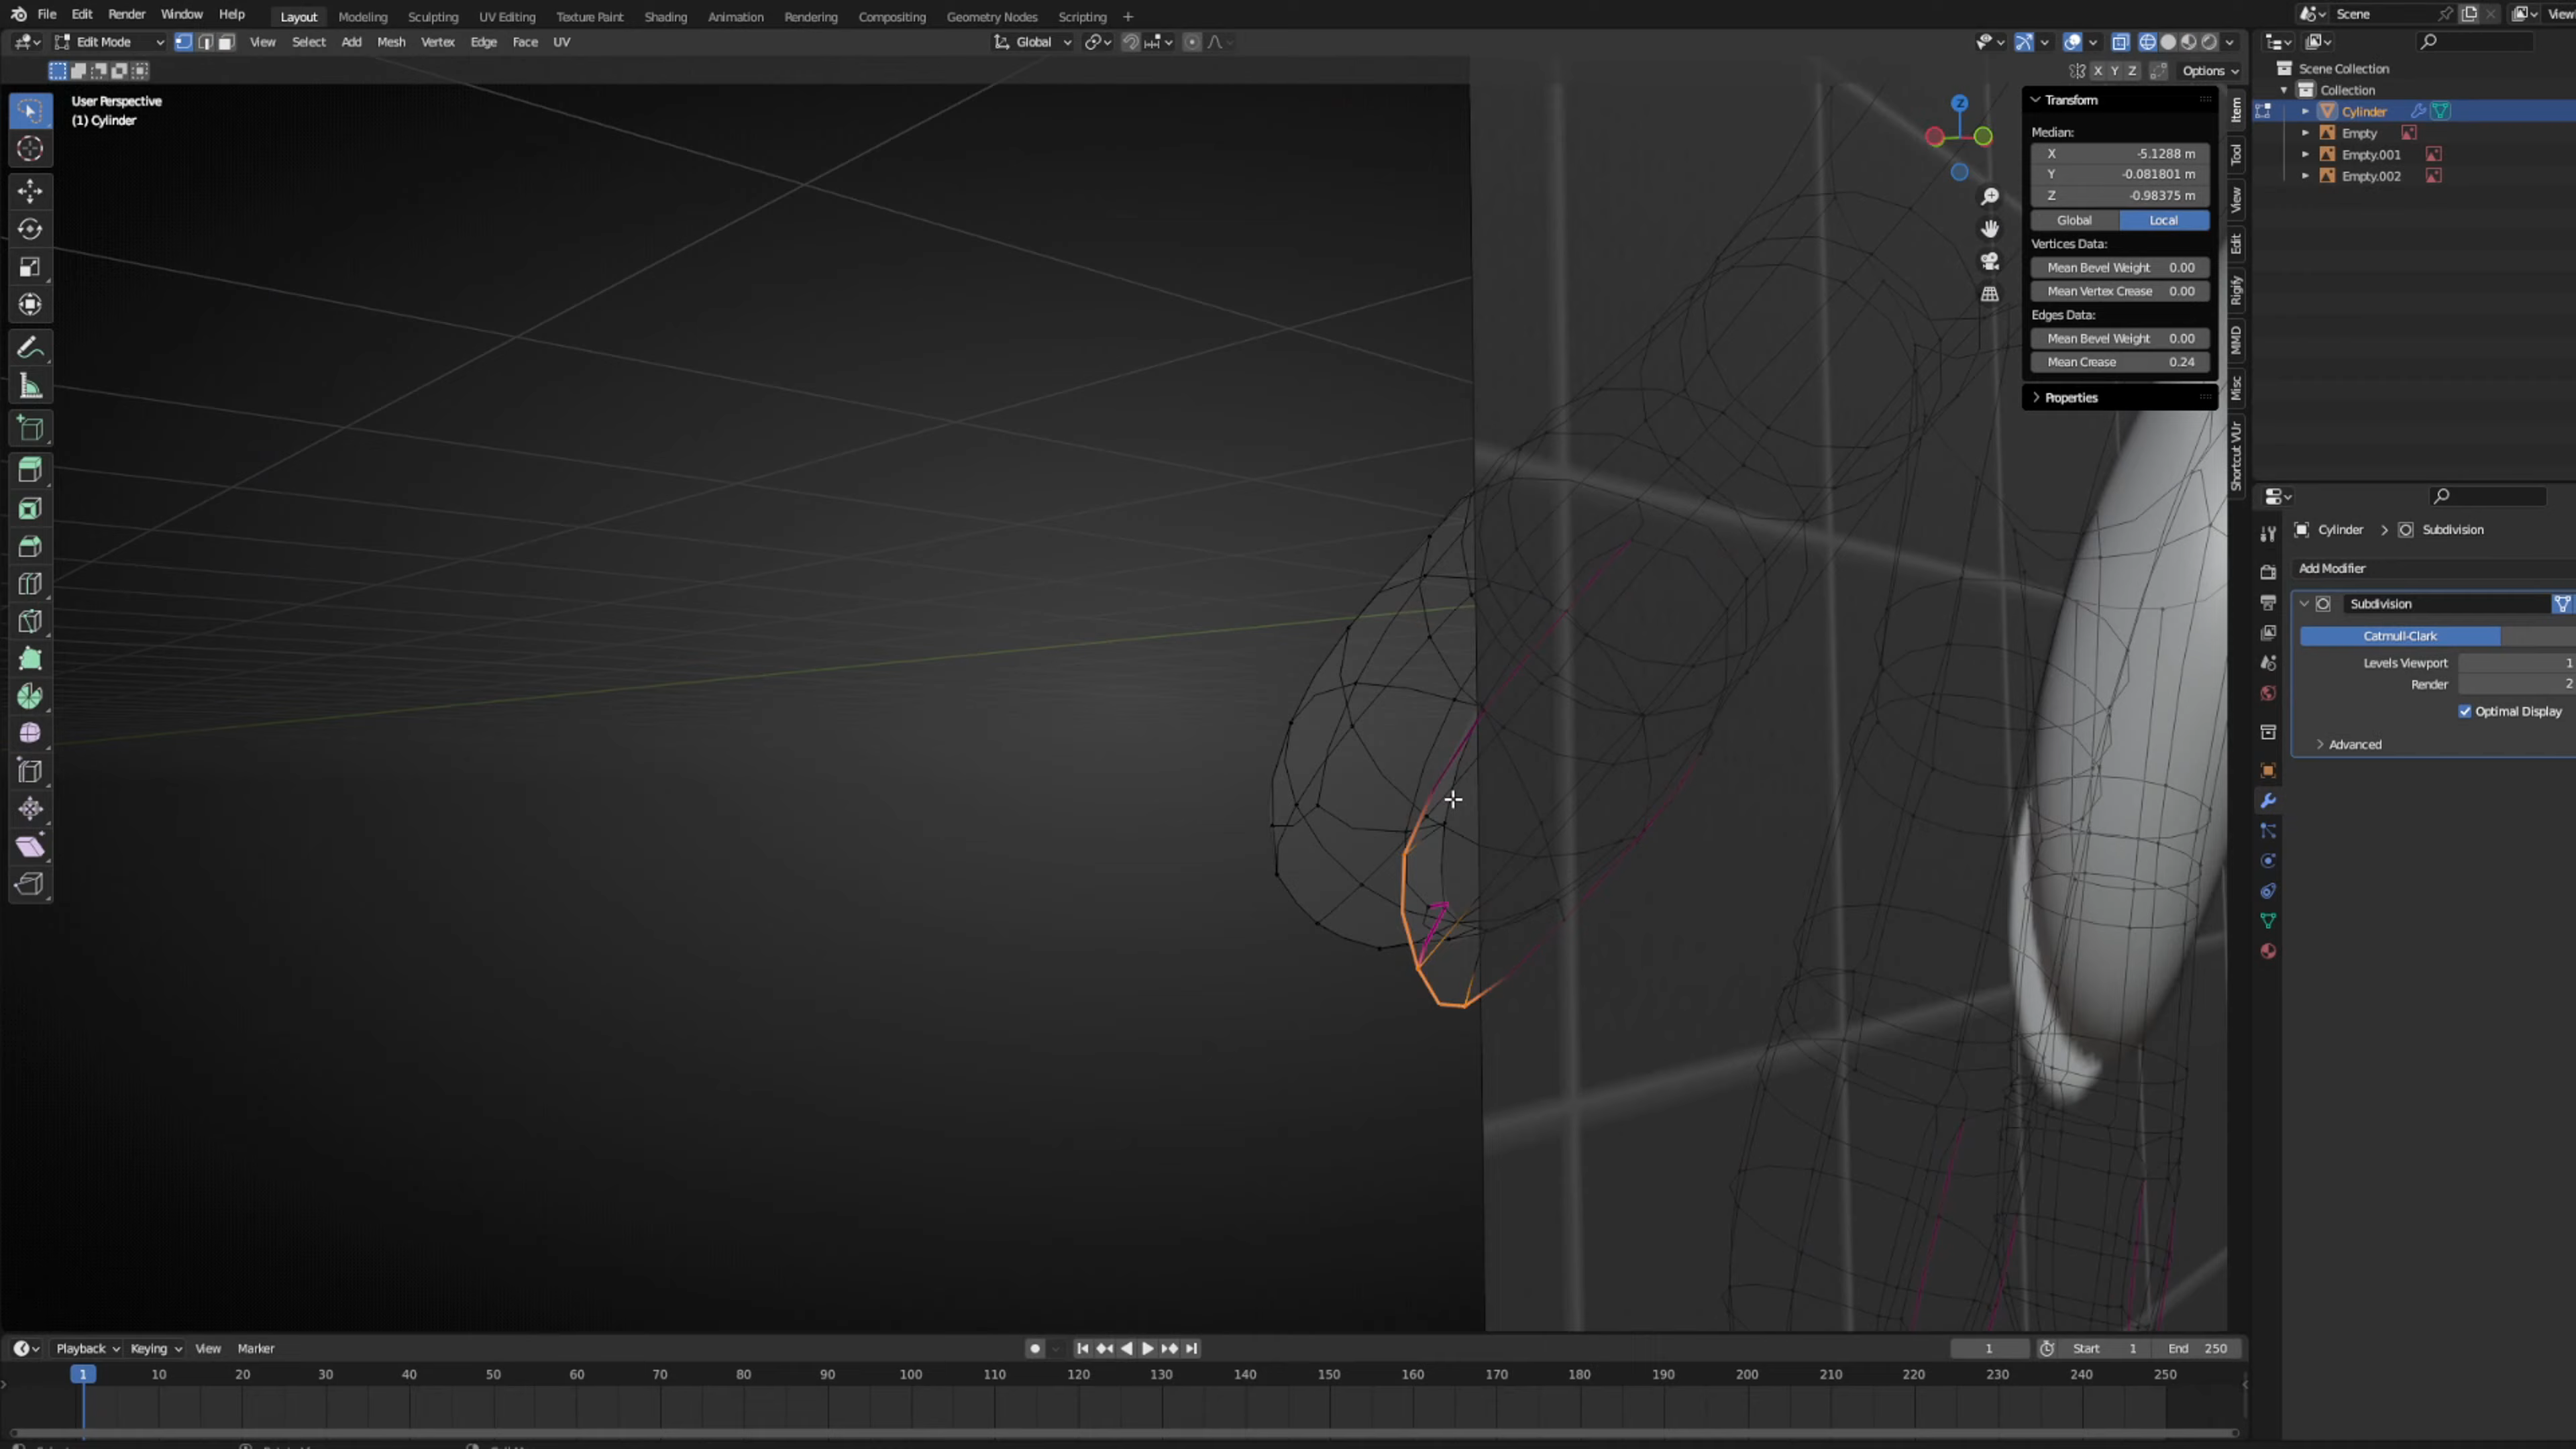 File Edit Render Window Help Layout Modeling Sculpting UV Editing Texture Paint Shading Animation Rendering Compositing Geometry Nodes Scripting + Scene View
Edit Mode View Select Add Mesh Vertex Edge Face UV Global
X Y Z Options
User Perspective
(1) Cylinder
Z
Transform
Median:
X -5.1288 m
Y -0.081801 m
Z -0.98375 m
Global Local
Vertices Data:
Mean Bevel Weight 0.00
Mean Vertex Crease 0.00
Edges Data:
Mean Bevel Weight 0.00
Mean Crease 0.24
Properties
Item
Tool
View
Edit
Rigify
MMD
Misc
Shortcut VUr
Scene Collection
Collection
Cylinder
Empty
Empty.001
Empty.002
Cylinder > Subdivision
Add Modifier
Subdivision
Catmull-Clark
Levels Viewport 1
Render 2
Optimal Display
Advanced
Playback Keying View Marker 1 Start 1 End 250
1 10 20 30 40 50 60 70 80 90 100 110 120 130 140 150 160 170 180 190 200 210 220 230 240 250